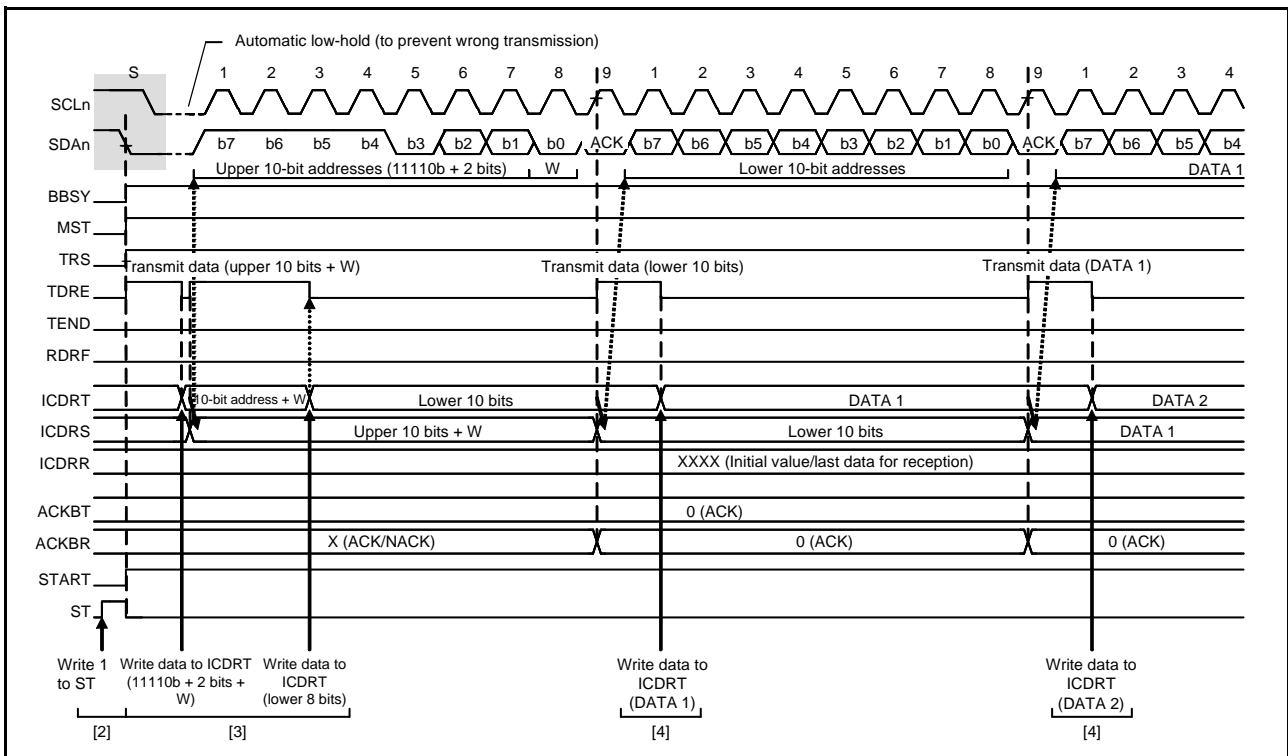 Automatic low-hold (to prevent wrong transmission)
S 1 2 3 4 5 6 7 8 9 1 2 3 4 5 6 7 8 9 1 2 3 4
SCLn
SDAn b7 b6 b5 b4 b3 b2 b1 b0 ACK b7 b6 b5 b4 b3 b2 b1 b0 ACK b7 b6 b5 b4
Upper 10-bit addresses (11110b + 2 bits) W Lower 10-bit addresses DATA 1
BBSY
MST
TRS
Transmit data (upper 10 bits + W) Transmit data (lower 10 bits) Transmit data (DATA 1)
TDRE
TEND
RDRF
ICDRT 10-bit address + W Lower 10 bits DATA 1 DATA 2
ICDRS Upper 10 bits + W Lower 10 bits DATA 1
ICDRR XXXX (Initial value/last data for reception)
ACKBT 0 (ACK)
ACKBR X (ACK/NACK) 0 (ACK) 0 (ACK)
START
ST
Write 1 Write data to ICDRT Write data to Write data to Write data to
to ST (11110b + 2 bits + ICDRT ICDRT ICDRT
W) (lower 8 bits) (DATA 1) (DATA 2)
[2] [3] [4] [4]